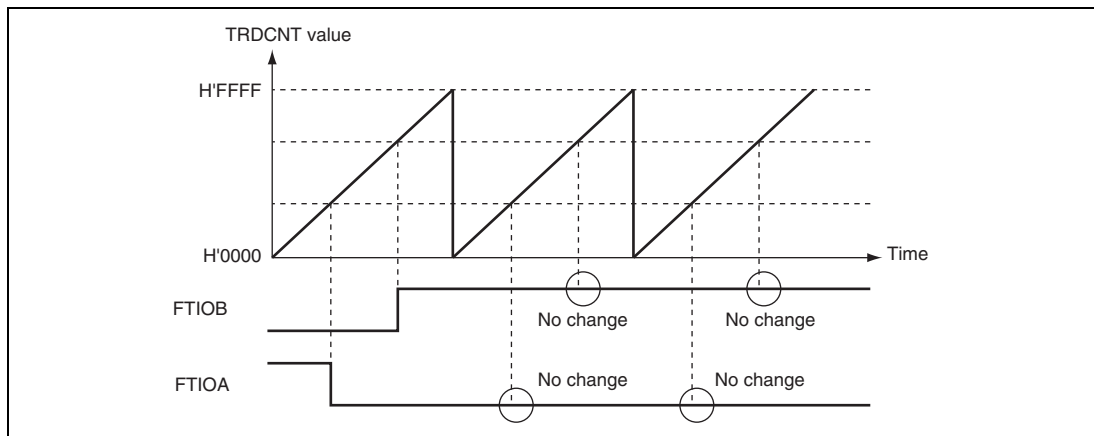 TRDCNT value
H'FFFF
H'0000
Time
FTIOB
No change
No change
FTIOA
No change
No change